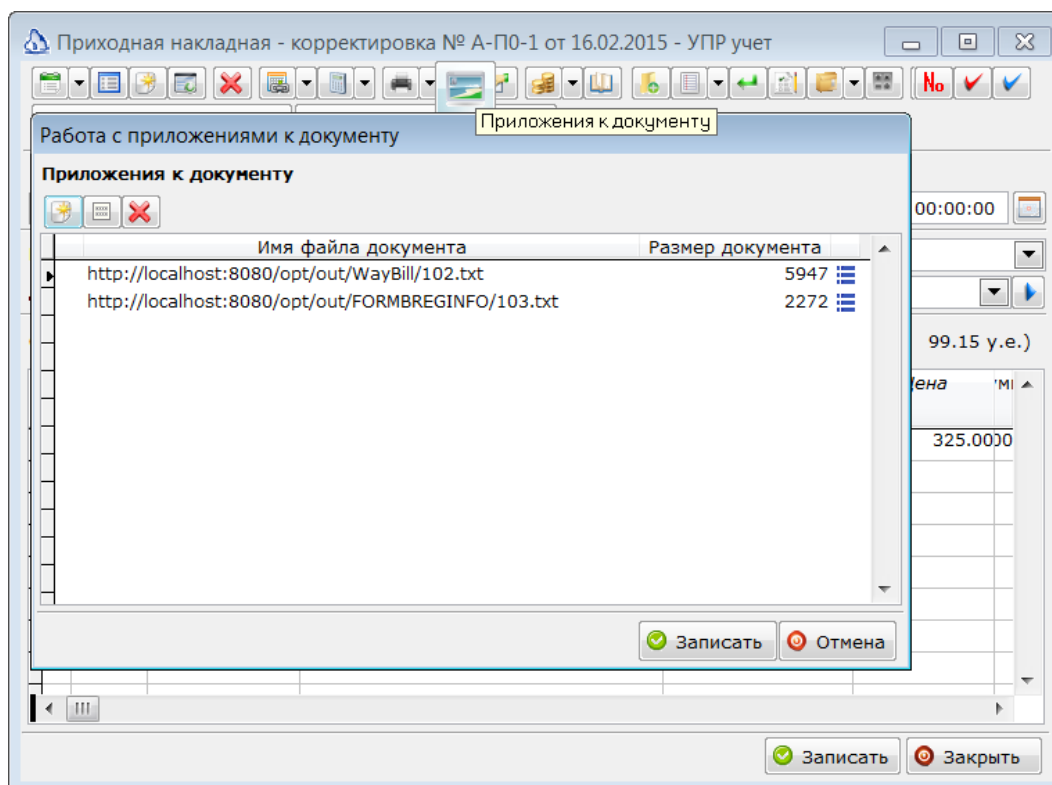 Приходная накладная - корректировка № А-П0-1 от 16.02.2015 - УПР учет
No
Приложения к документу
Работа с приложениями к документу
Приложения к документу
00:00:00
Имя файла документа Размер документа
http://localhost:8080/opt/out/WayBill/102.txt 5947
http://localhost:8080/opt/out/FORMBREGINFO/103.txt 2272
99.15 у.е.)
Цена
325.0000
Записать Отмена
Записать Закрыть